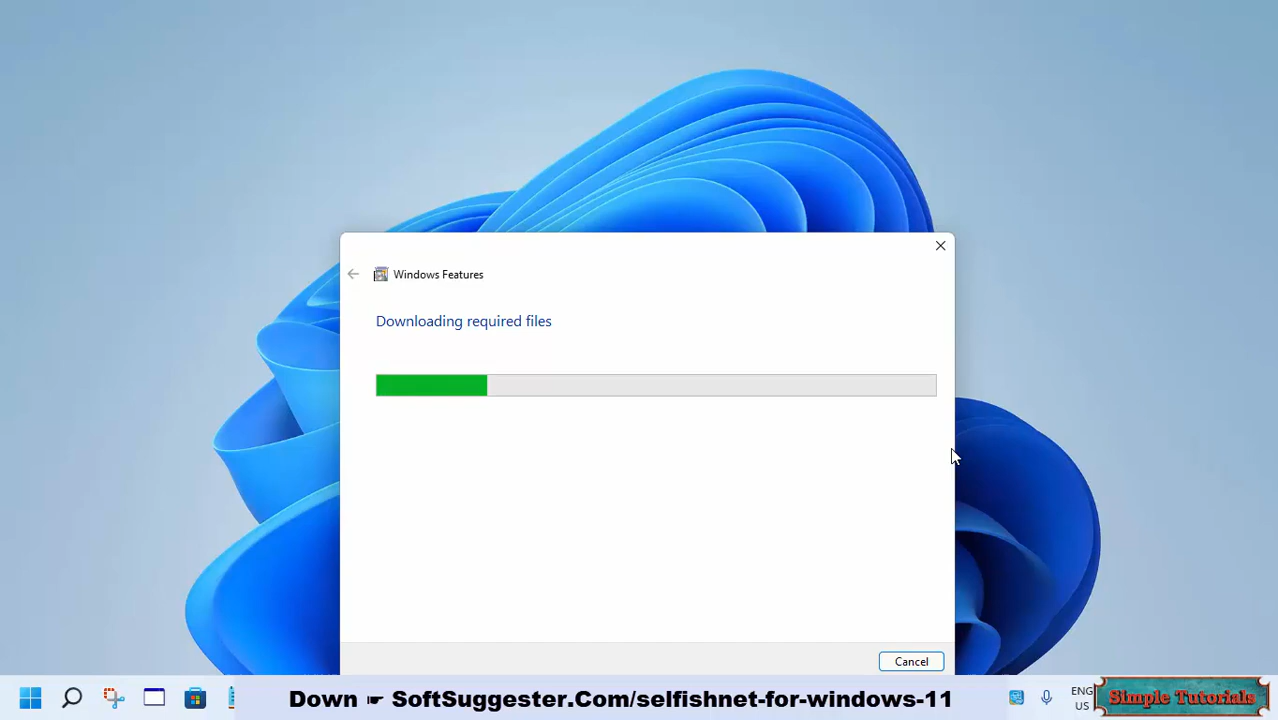 Windows Features
Downloading required files
Cancel
Down ☛ SoftSuggester.Com/selfishnet-for-windows-11
ENG
US
Simple Tutorials